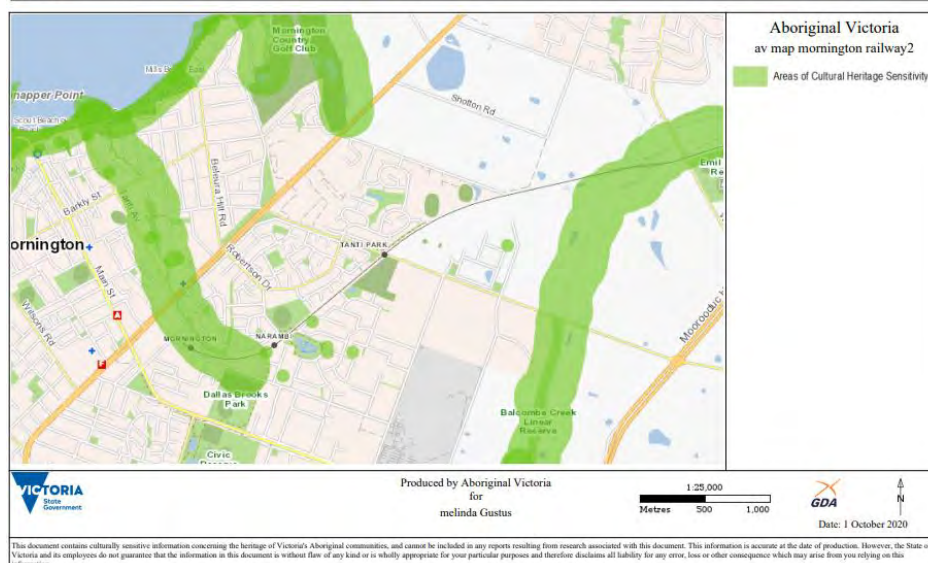 Aboriginal Victoria
av map mornington railway2
Areas of Cultural Heritage Sensitivity
Mornington
Country
Golf Club
Mills B
napper Point
Scout Beach
Shotton Rd
Beleura Hill Rd
Barkly St
Tanti Av
ornington
Main St
Wilsons Rd
A
F
Robertson Dr
TANTI PARK
MORNINGTON
NARAMBI
Dallas Brooks
Park
Civic
Reserve
Balcombe Creek
Linear
Reserve
Emil
Re
Moorooduc
VICTORIA
State
Government
Produced by Aboriginal Victoria
for
melinda Gustus
1:25,000
Metres 500 1,000
GDA
N
Date: 1 October 2020
This document contains culturally sensitive information concerning the heritage of Victoria's Aboriginal communities, and cannot be included in any reports resulting from research associated with this document. This information is accurate at the date of production. However, the State of
Victoria and its employees do not guarantee that the information in this document is without flaw of any kind or is wholly appropriate for your particular purposes and therefore disclaims all liability for any error, loss or other consequence which may arise from you relying on this